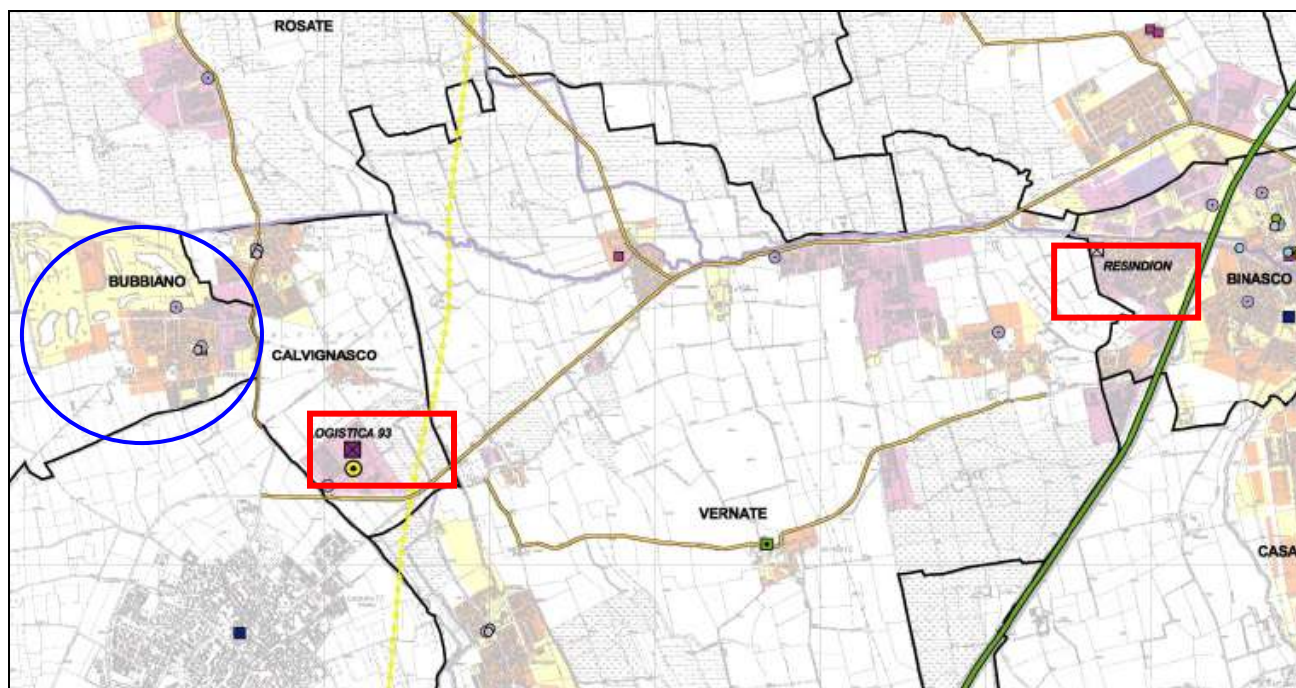 ROSATE
BUBBIANO
RESINDION
BINASCO
CALVIGNASCO
OGISTICA 93
VERNATE
CASA